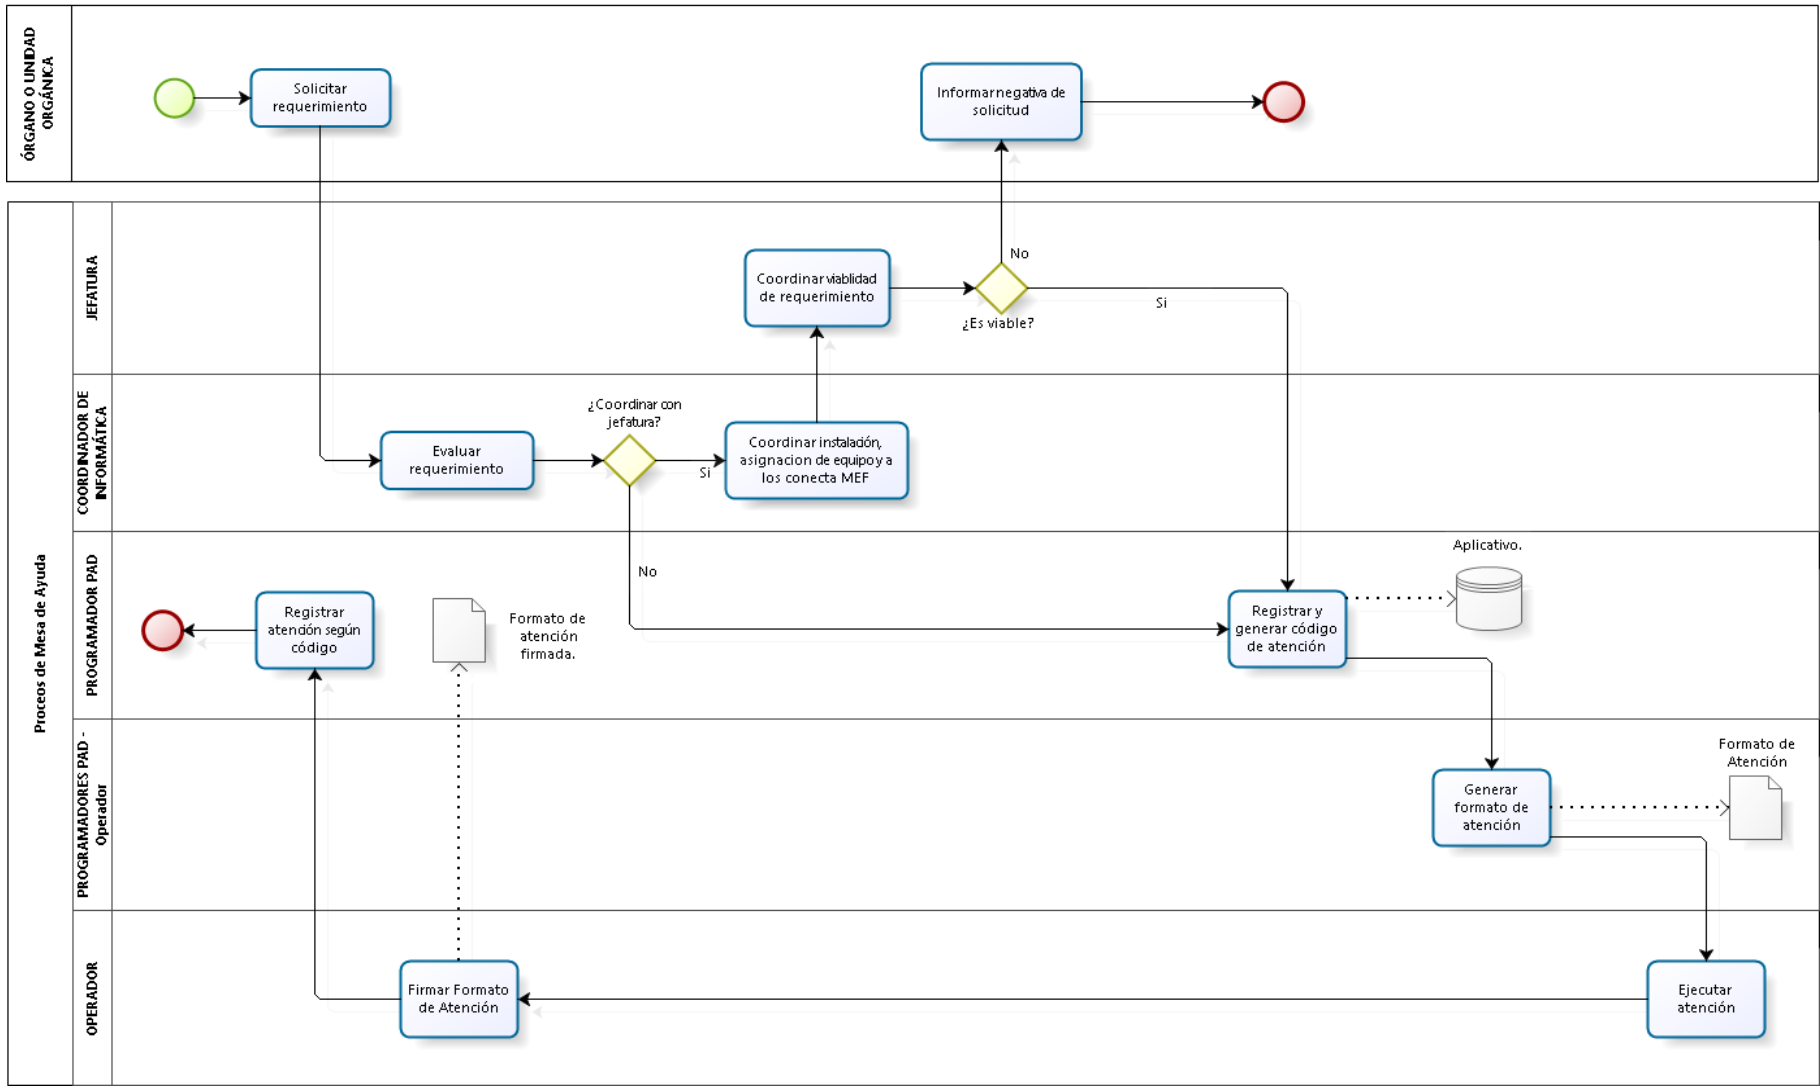 ÓRGANO O UNIDAD
ORGÁNICA
Solicitar
requerimiento
Informar negativa de
solicitud
Proceos de Mesa de Ayuda
JEFATURA
Coordinar viablidad
de requerimiento
No
¿Es viable?
Si
COORDINADOR DE
INFORMÁTICA
Evaluar
requerimiento
¿Coordinar con
jefatura?
Si
Coordinar instalación,
asignacion de equipo y a
los conecta MEF
No
PROGRAMADOR PAD
Registrar
atención según
código
Formato de
atención
firmada.
Registrar y
generar código
de atención
Aplicativo.
PROGRAMADORES PAD -
Operador
Generar
formato de
atención
Formato de
Atención
OPERADOR
Firmar Formato
de Atención
Ejecutar
atención